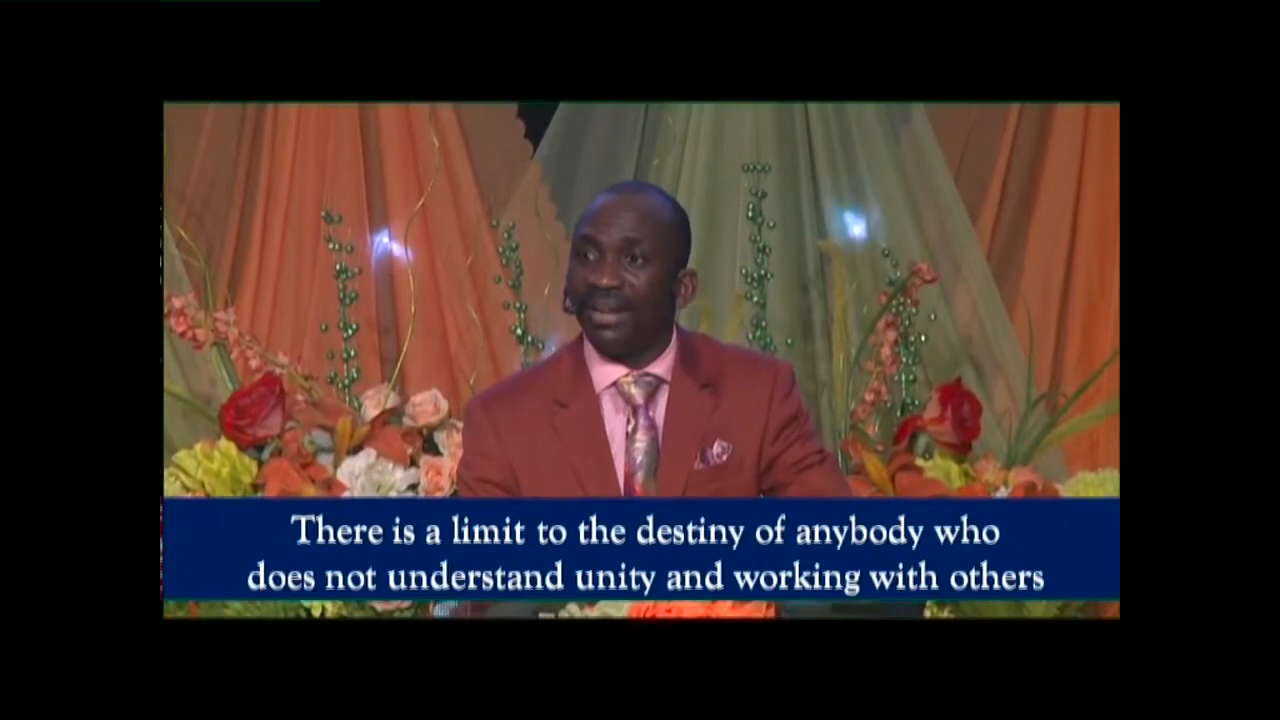 There is a limit to the destiny of anybody who
does not understand unity and working with others